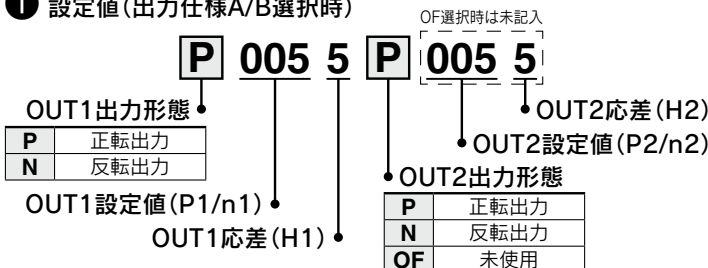 ❶ 設定値(出力仕様A/B選択時)
OF選択時は未記入
P 005 5 P 005 5
OUT1出力形態
P 正転出力
N 反転出力
OUT2応差(H2)
OUT2設定値(P2/n2)
OUT2出力形態
OUT1設定値(P1/n1)
OUT1応差(H1)
P 正転出力
N 反転出力
OF 未使用